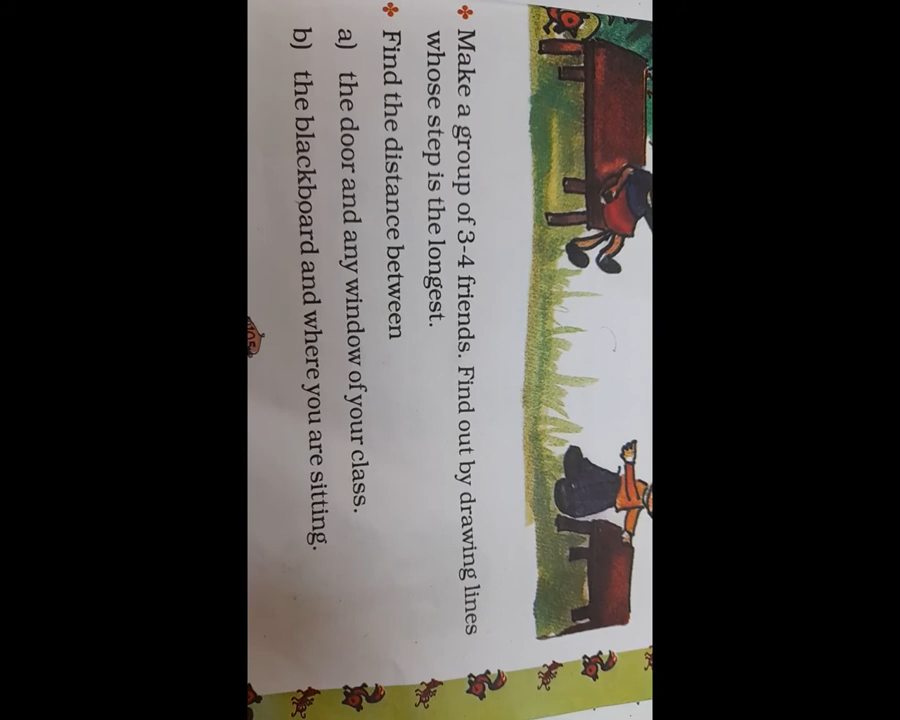 ❖ Make a group of 3-4 friends. Find out by drawing lines
whose step is the longest.
❖ Find the distance between
a) the door and any window of your class.
b) the blackboard and where you are sitting.
105